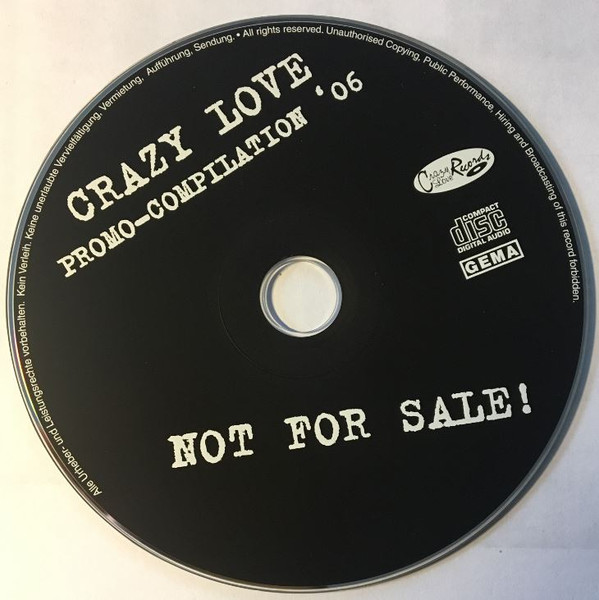 Alle Urheber- und Leistungsrechte vorbehalten. Kein Verleih. Keine unerlaubte Vervielfältigung, Vermietung, Aufführung, Sendung. • All rights reserved. Unauthorised Copying, Public Performance, Hiring and Broadcasting of this record forbidden.
CRAZY LOVE
PROMO-COMPILATION '06
Crazy Love Records
COMPACT
disc
DIGITAL AUDIO
GEMA
NOT FOR SALE!